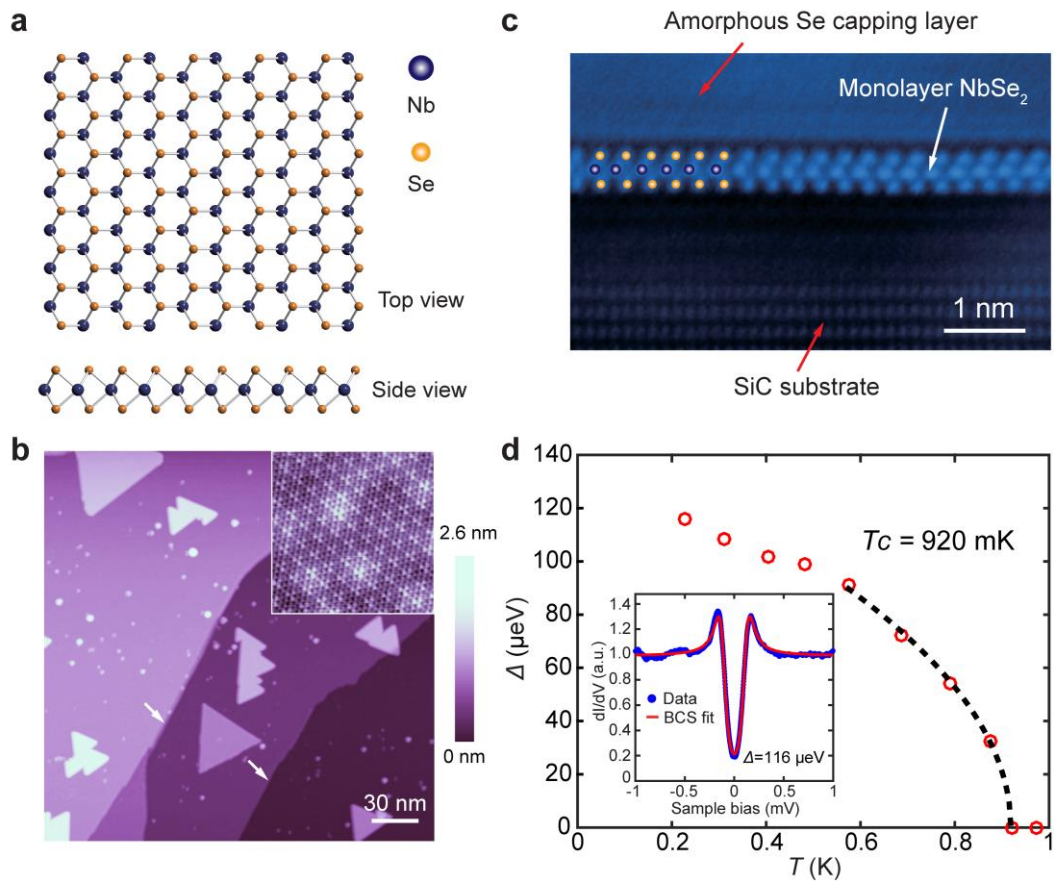 a
Nb
Se
Top view
Side view
b
2.6 nm
0 nm
30 nm
c
Amorphous Se capping layer
Monolayer NbSe₂
1 nm
SiC substrate
d
140
120
100
80
60
40
20
0
Δ (µeV)
0
0.2
0.4
0.6
0.8
1
T (K)
Tc = 920 mK
1.4
1.2
1.0
0.8
0.6
0.4
0.2
0
dI/dV (a.u.)
Data
BCS fit
Δ=116 µeV
-1
-0.5
0
0.5
1
Sample bias (mV)